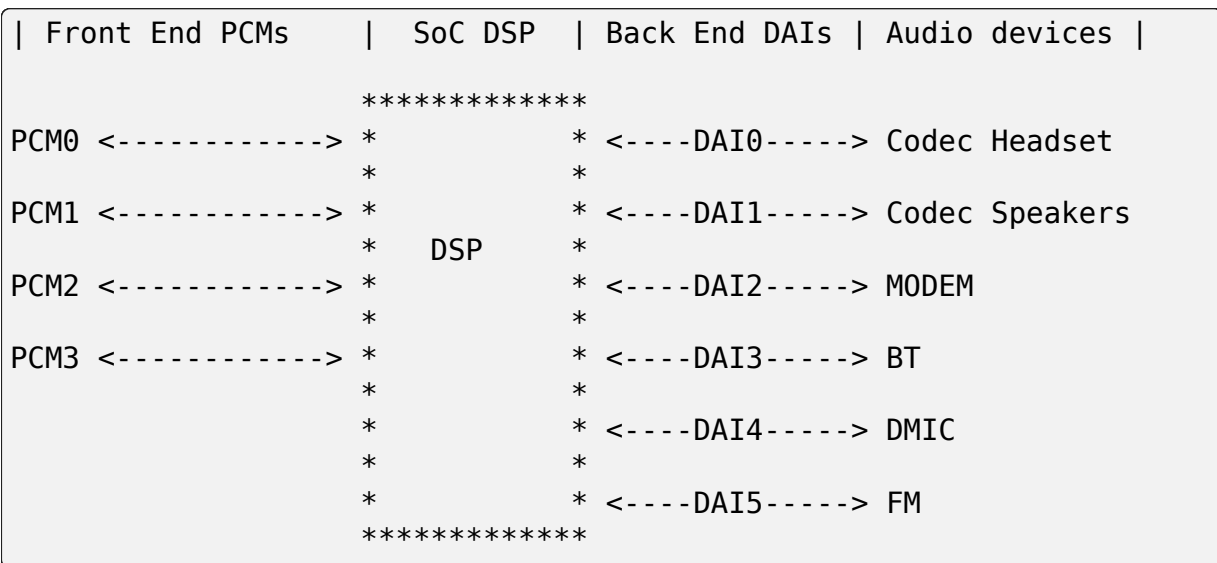 | Front End PCMs    |  SoC DSP  | Back End DAIs | Audio devices |

                    *************
PCM0 <------------> *           * <----DAI0-----> Codec Headset
                    *           *
PCM1 <------------> *           * <----DAI1-----> Codec Speakers
                    *   DSP     *
PCM2 <------------> *           * <----DAI2-----> MODEM
                    *           *
PCM3 <------------> *           * <----DAI3-----> BT
                    *           *
                    *           * <----DAI4-----> DMIC
                    *           *
                    *           * <----DAI5-----> FM
                    *************